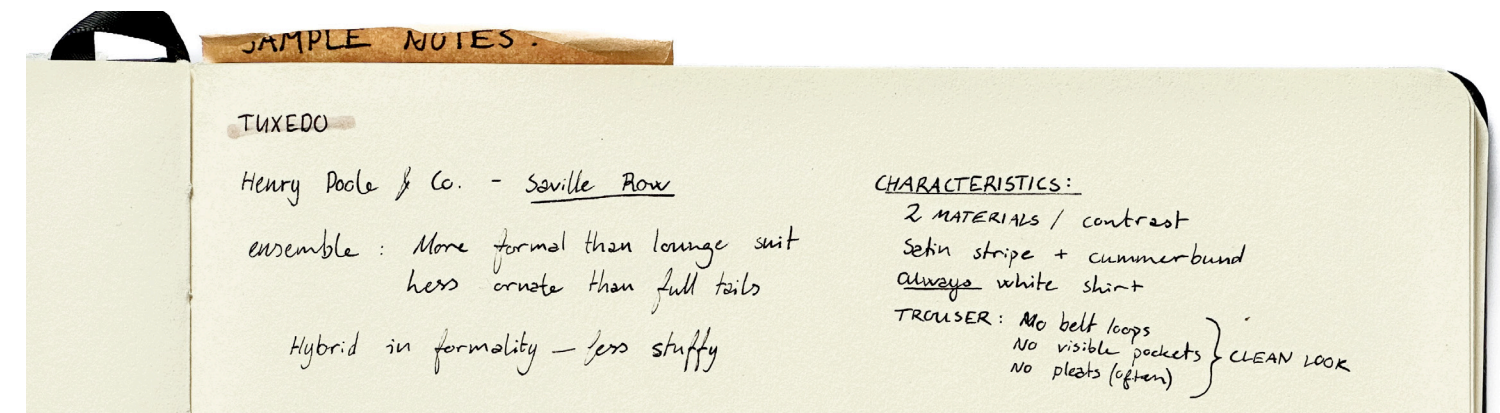 SAMPLE NOTES.
TUXEDO
Henry Poole & Co. - Saville Row
ensemble : More formal than lounge suit
Less ornate than full tails
Hybrid in formality — less stuffy
CHARACTERISTICS:
2 MATERIALS / contrast
Satin stripe + cummerbund
always white shirt
TROUSER: No belt loops
No visible pockets
No pleats (often)
CLEAN LOOK